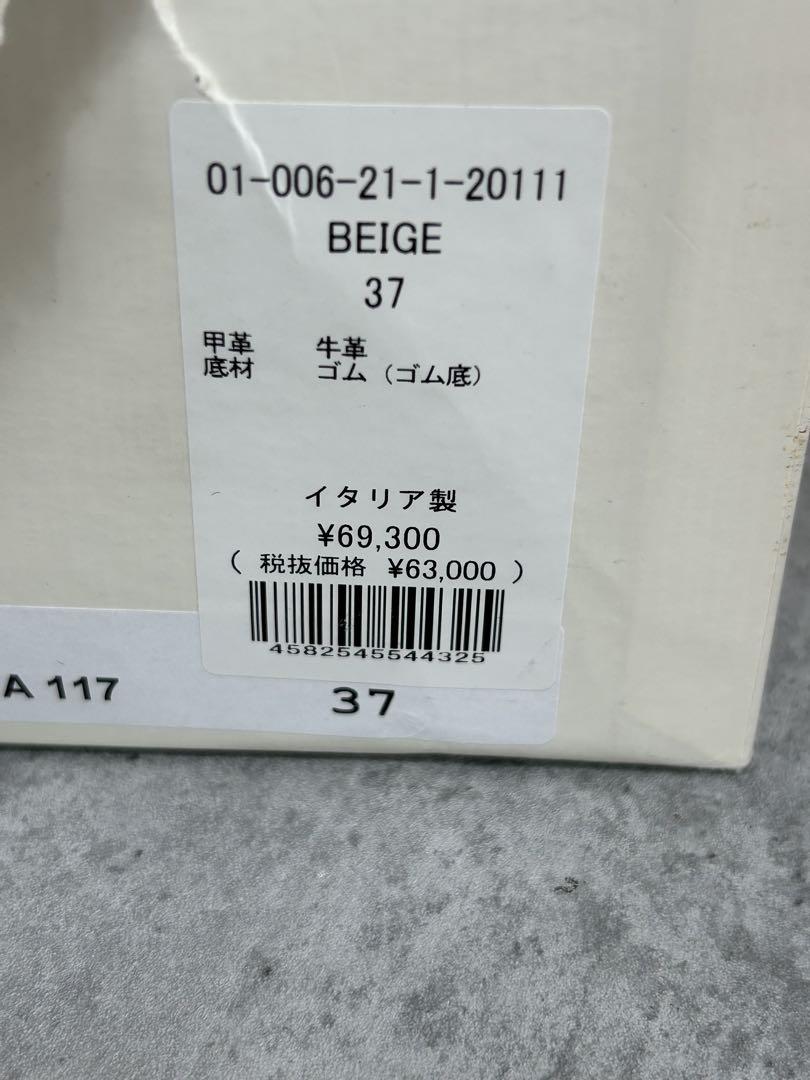 01-006-21-1-20111
BEIGE
37
甲革 牛革
底材 ゴム（ゴム底）
イタリア製
¥69,300
( 税抜価格 ¥63,000 )
4582545544325
A 117 37